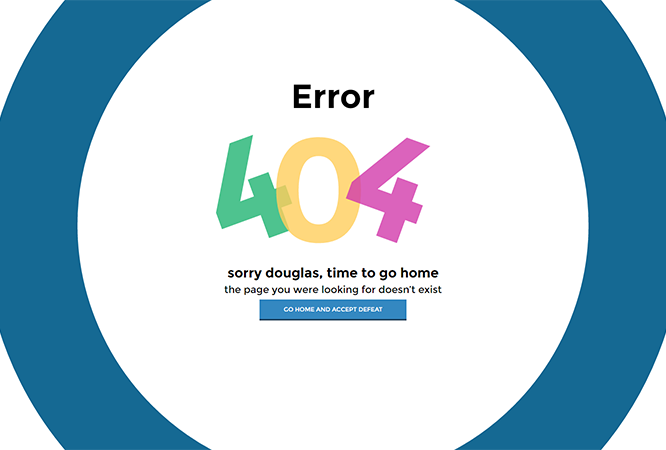 Error
404
sorry douglas, time to go home
the page you were looking for doesn't exist
GO HOME AND ACCEPT DEFEAT